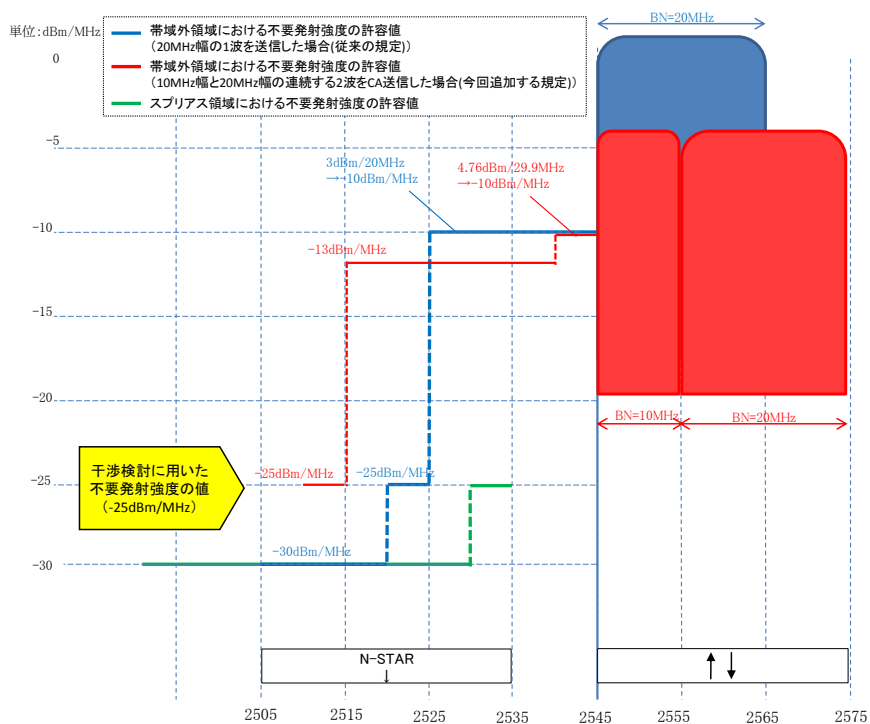 単位:dBm/MHz
帯域外領域における不要発射強度の許容値
（20MHz幅の1波を送信した場合(従来の規定)）
帯域外領域における不要発射強度の許容値
（10MHz幅と20MHz幅の連続する2波をCA送信した場合(今回追加する規定)）
スプリアス領域における不要発射強度の許容値
BN=20MHz
0
-5
-10
-15
-20
-25
-30
3dBm/20MHz
→-10dBm/MHz
4.76dBm/29.9MHz
→-10dBm/MHz
-13dBm/MHz
BN=10MHz
BN=20MHz
干渉検討に用いた
不要発射強度の値
（-25dBm/MHz）
-25dBm/MHz
-25dBm/MHz
-30dBm/MHz
N-STAR
↓
↑↓
2505
2515
2525
2535
2545
2555
2565
2575